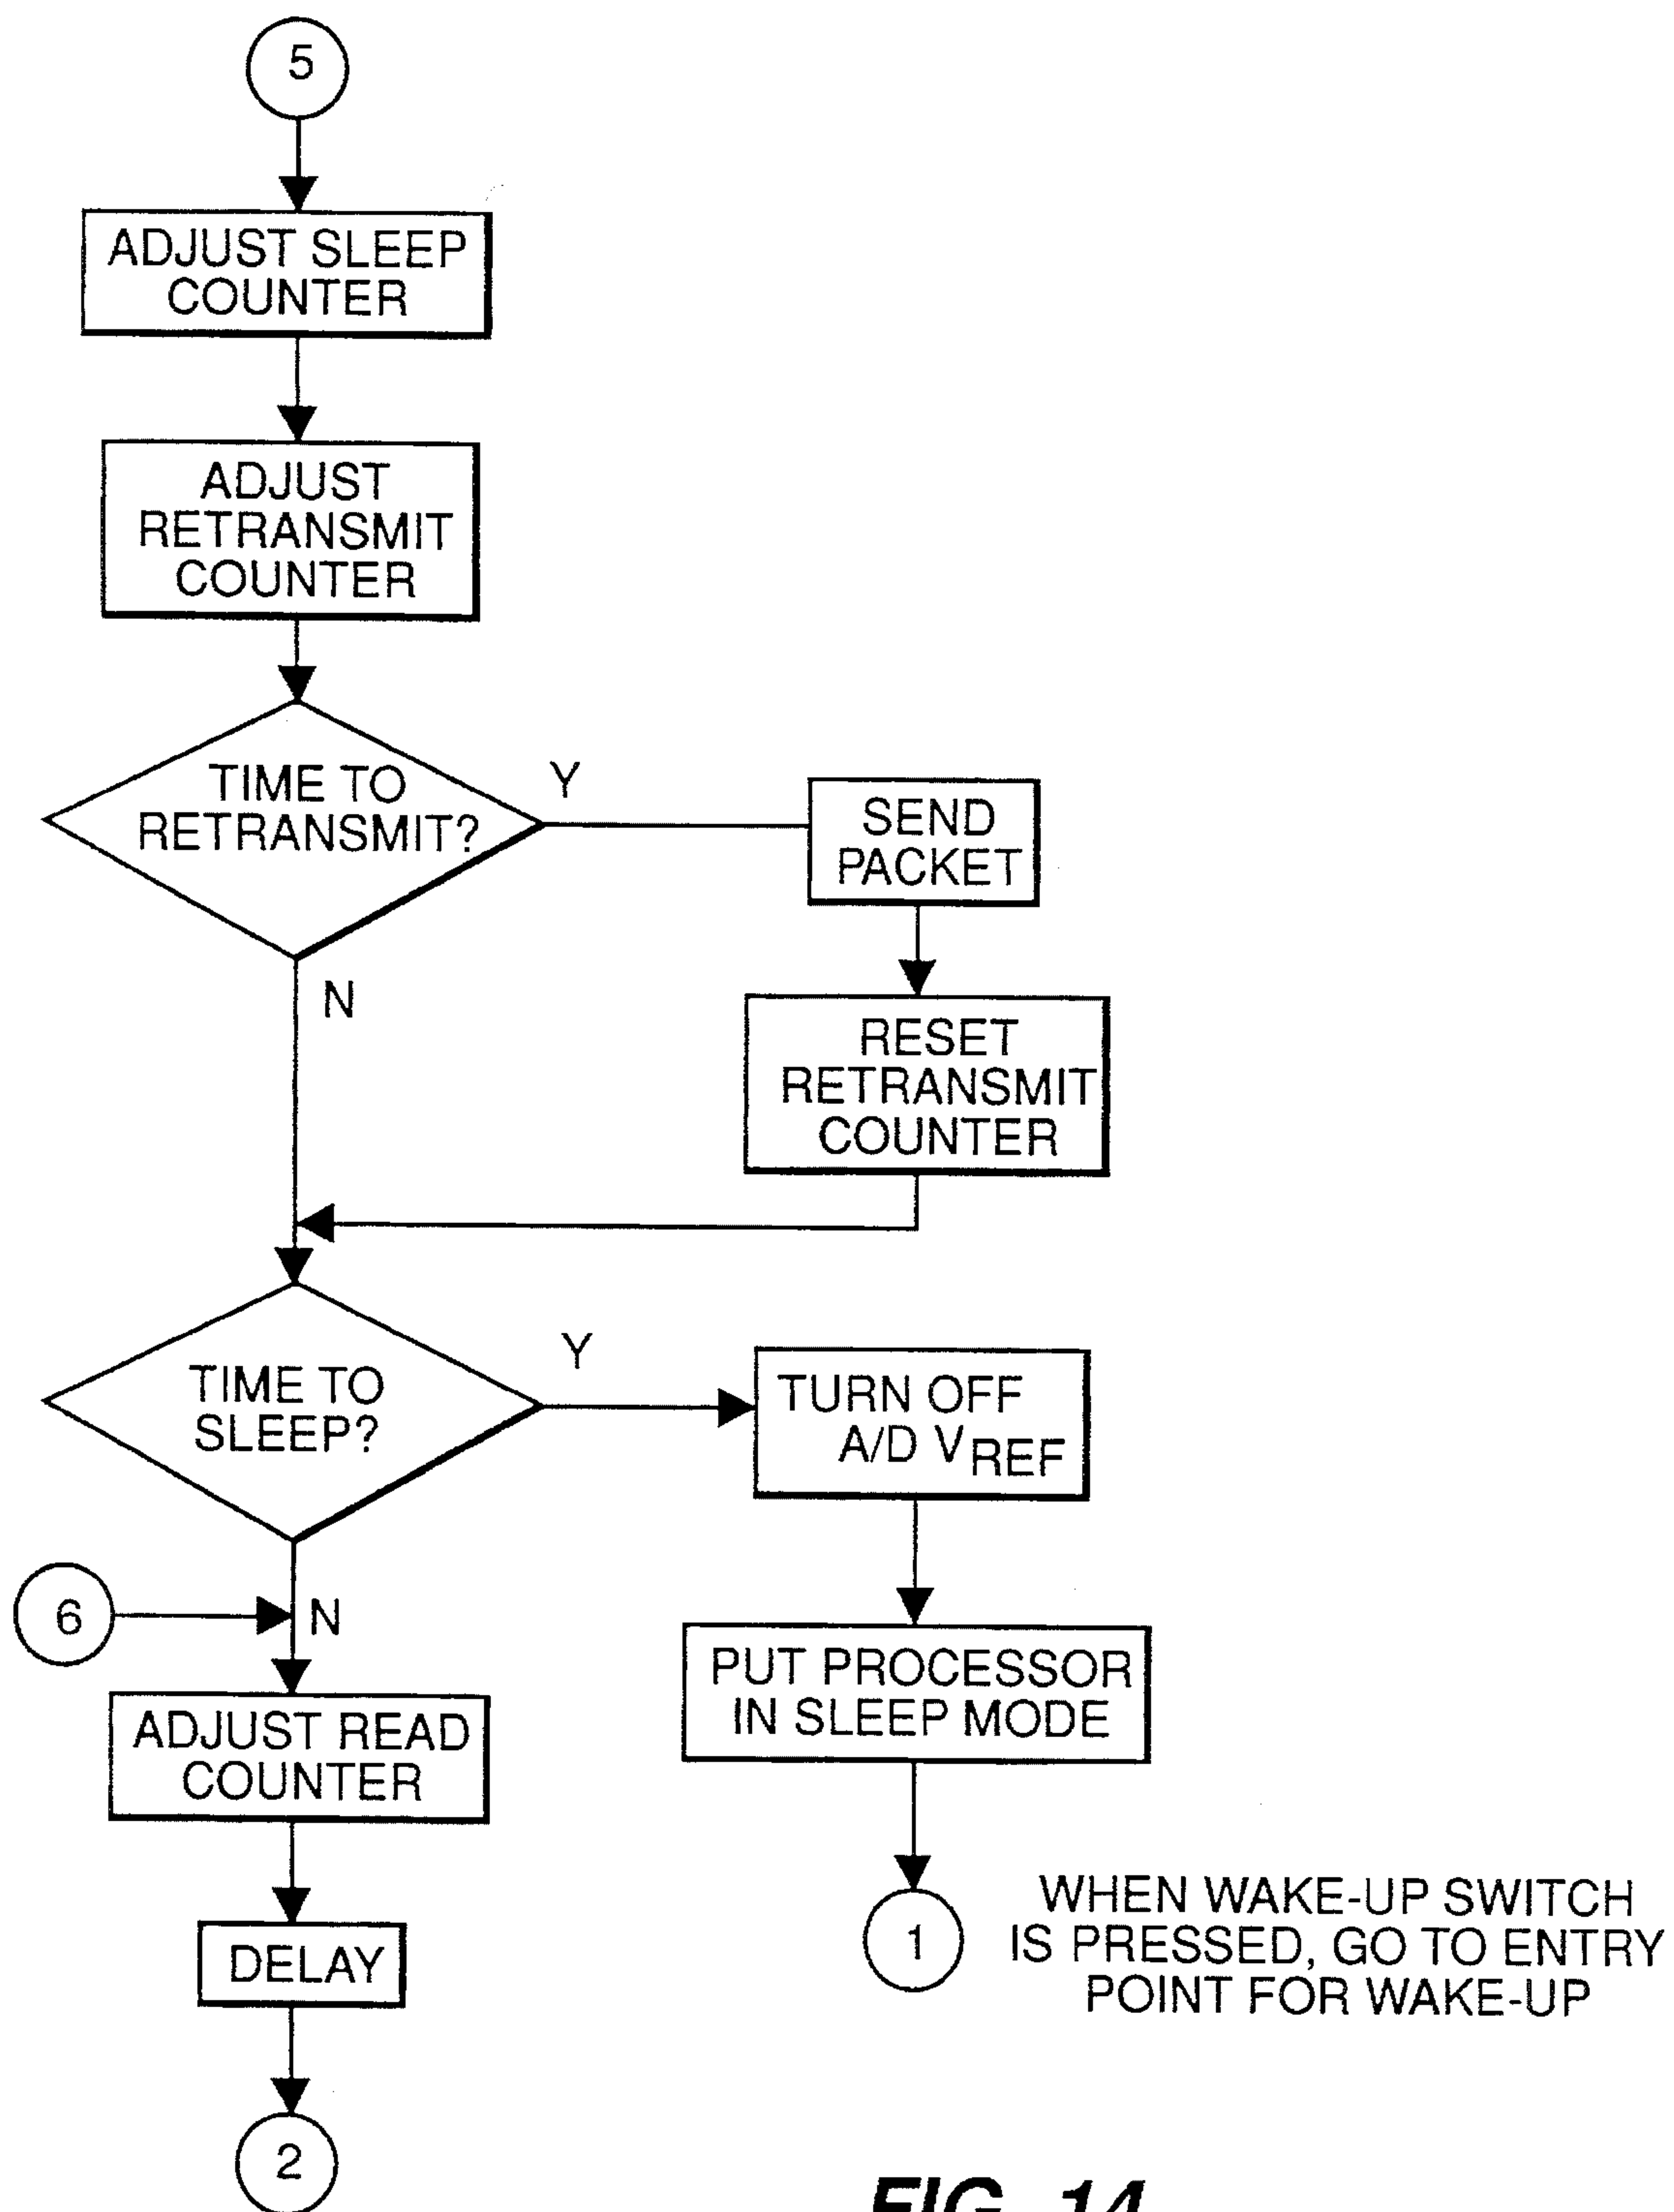 5
ADJUST SLEEP
COUNTER
ADJUST
RETRANSMIT
COUNTER
TIME TO
RETRANSMIT?
Y
SEND
PACKET
N
RESET
RETRANSMIT
COUNTER
TIME TO
SLEEP?
Y
TURN OFF
A/D VREF
6
N
PUT PROCESSOR
IN SLEEP MODE
ADJUST READ
COUNTER
DELAY
1
WHEN WAKE-UP SWITCH
IS PRESSED, GO TO ENTRY
POINT FOR WAKE-UP
2
FIG. 14